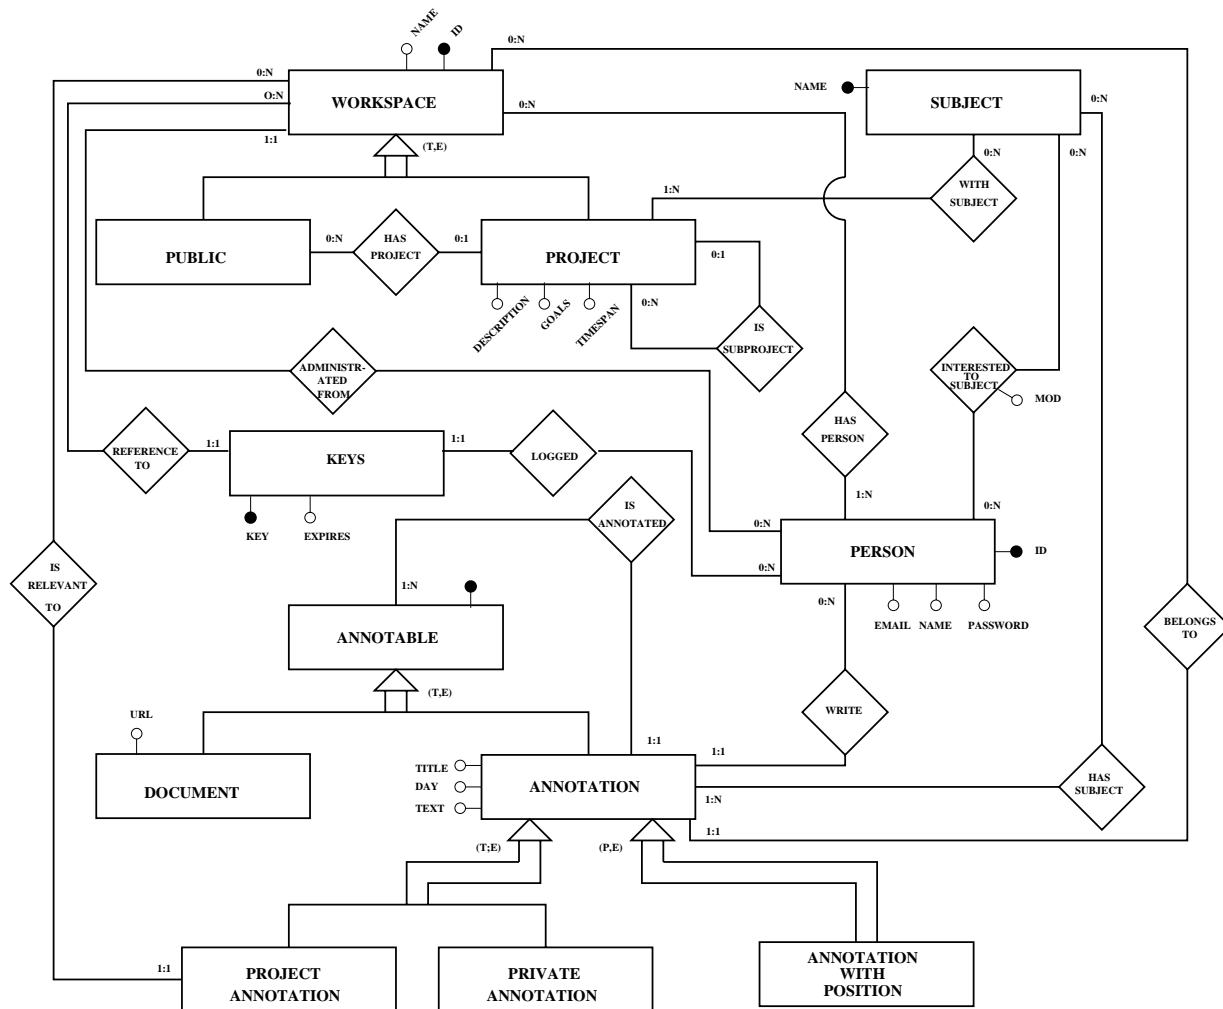 NAME
ID
0:N
0:N
O:N
1:1
WORKSPACE
0:N
(T,E)
NAME
SUBJECT
0:N
0:N
0:N
WITH
SUBJECT
1:N
PUBLIC
0:N
HAS
PROJECT
0:1
PROJECT
0:1
0:N
DESCRIPTION
GOALS
TIMESPAN
IS
SUBPROJECT
ADMINISTR-
ATED
FROM
INTERESTED
TO
SUBJECT
MOD
HAS
PERSON
REFERENCE
TO
1:1
KEYS
1:1
LOGGED
KEY
EXPIRES
IS
ANNOTATED
1:N
0:N
0:N
PERSON
ID
0:N
0:N
EMAIL
NAME
PASSWORD
IS
RELEVANT
TO
1:N
ANNOTABLE
(T,E)
BELONGS
TO
URL
DOCUMENT
WRITE
1:1
1:1
TITLE
DAY
TEXT
ANNOTATION
1:N
1:1
HAS
SUBJECT
(T;E)
(P,E)
1:1
PROJECT
ANNOTATION
PRIVATE
ANNOTATION
ANNOTATION
WITH
POSITION